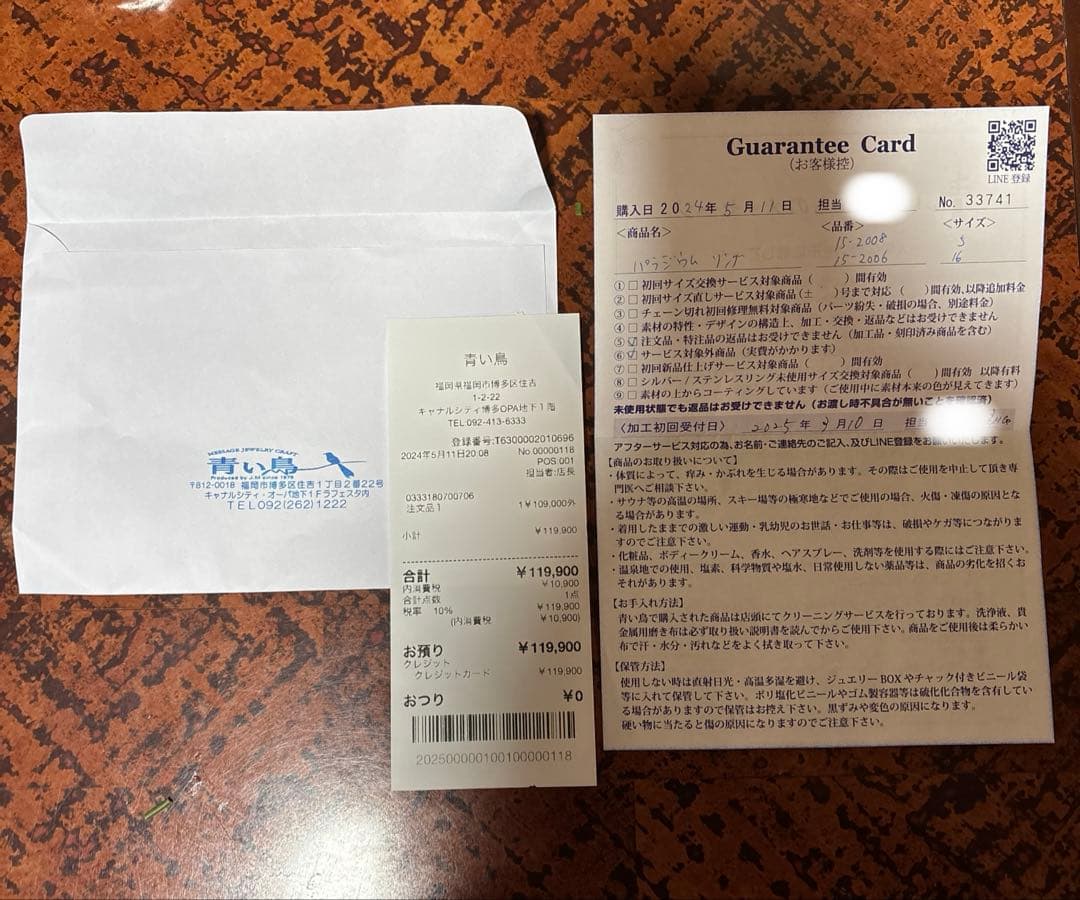 MESSAGE JEWELRY CRAFT
青い鳥
Produced by J.M since 1979
〒812-0018 福岡市博多区住吉1丁目2番22号
キャナルシティ・オーパ地下1Fラフェスタ内
TEL092(262)1222
青い鳥
福岡県福岡市博多区住吉
1-2-22
キャナルシティ博多OPA地下1階
TEL 092-413-6333
登録番号:T6300002010696
2024年5月11日20:08 No.00000118
POS:001
担当者:店長
0333180700706
注文品1 1 ¥109,000外
小計 ¥119,900
合計 ¥119,900
内消費税 ¥10,900
合計点数 1点
税率 10% ¥119,900
(内消費税 ¥10,900)
お預り ¥119,900
クレジット
クレジットカード ¥119,900
おつり ¥0
202500000100100000118
Guarantee Card
(お客様控)
LINE 登録
購入日 2024年 5月 11日 担当 No. 33741
<商品名> <品番> <サイズ>
15-2008 5
パラジウム リング 15-2006 16
① □ 初回サイズ交換サービス対象商品( )間有効
② □ 初回サイズ直しサービス対象商品(± )号まで対応( )間有効、以降追加料金
③ □ チェーン切れ初回修理無料対象商品(パーツ紛失・破損の場合、別途料金)
④ □ 素材の特性・デザインの構造上、加工・交換・返品などはお受けできません
⑤ ☑ 注文品・特注品の返品はお受けできません(加工品・刻印済み商品を含む)
⑥ ☑ サービス対象外商品(実費がかかります)
⑦ □ 初回新品仕上げサービス対象商品( )間有効
⑧ □ シルバー/ステンレスリング未使用サイズ交換対象商品( )間有効 以降有料
⑨ □ 素材の上からコーティングしています(ご使用中に素材本来の色が見えてきます)
未使用状態でも返品はお受けできません(お渡し時不具合が無いことを確認済)
〈加工初回受付日〉 2025年 3月 10日 担当
アフターサービス対応の為、お名前・ご連絡先のご記入、及びLINE登録をお願いいたします。
【商品のお取り扱いについて】
・体質によって、痒み・かぶれを生じる場合があります。その際はご使用を中止して頂き専
門医へご相談下さい。
・サウナ等の高温の場所、スキー場等の極寒地などでご使用の場合、火傷・凍傷の原因とな
る場合があります。
・着用したままでの激しい運動・乳幼児のお世話・お仕事等は、破損やケガ等につながりま
すのでご注意下さい。
・化粧品、ボディークリーム、香水、ヘアスプレー、洗剤等を使用する際にはご注意下さい。
・温泉地での使用、塩素、科学物質や塩水、日常使用しない薬品等は、商品の劣化を招くお
それがあります。
【お手入れ方法】
青い鳥で購入された商品は店頭にてクリーニングサービスを行っております。洗浄液、貴
金属用磨き布は必ず取り扱い説明書を読んでからご使用下さい。商品をご使用後は柔らかい
布で汗・水分・汚れなどをよく拭き取って下さい。
【保管方法】
使用しない時は直射日光・高温多湿を避け、ジュエリーBOXやチャック付きビニール袋
等に入れて保管して下さい。ポリ塩化ビニールやゴム製容器等は硫化化合物を含有してい
る場合がありますので保管はお控え下さい。黒ずみや変色の原因になります。
硬い物に当たると傷の原因になりますのでご注意下さい。